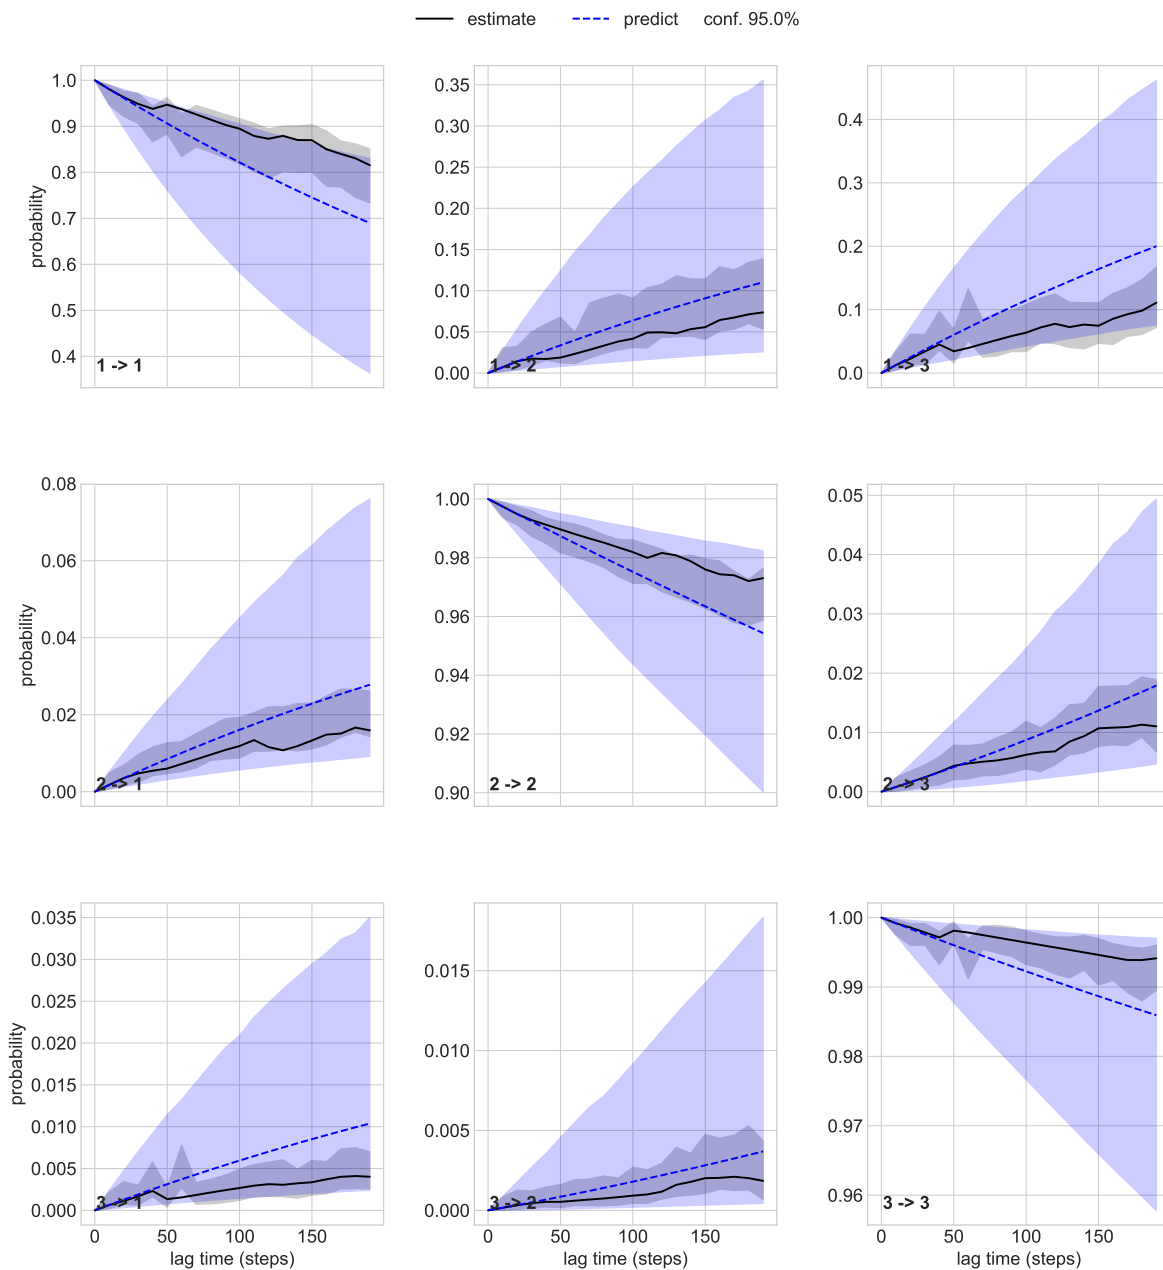 estimate predict conf. 95.0%
1.0
0.9
0.8
0.7
0.6
0.5
0.4
probability
1 -> 1
0.35
0.30
0.25
0.20
0.15
0.10
0.05
0.00
1 -> 2
0.4
0.3
0.2
0.1
0.0
1 -> 3
0.08
0.06
0.04
0.02
0.00
probability
2 -> 1
1.00
0.98
0.96
0.94
0.92
0.90
2 -> 2
0.05
0.04
0.03
0.02
0.01
0.00
2 -> 3
0.035
0.030
0.025
0.020
0.015
0.010
0.005
0.000
probability
3 -> 1
0 50 100 150
lag time (steps)
0.015
0.010
0.005
0.000
3 -> 2
0 50 100 150
lag time (steps)
1.00
0.99
0.98
0.97
0.96
3 -> 3
0 50 100 150
lag time (steps)